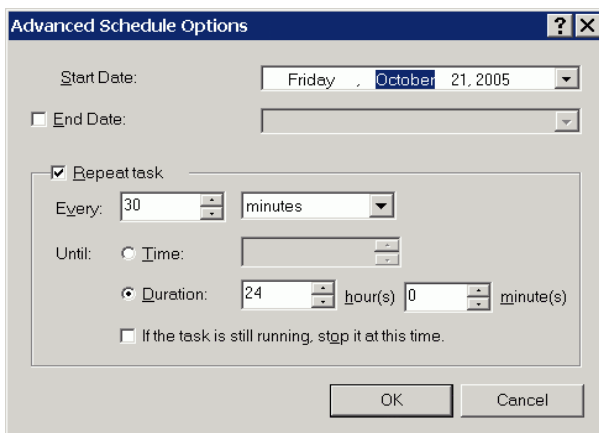 Advanced Schedule Options
Start Date: Friday , October 21, 2005
End Date:
Repeat task
Every: 30 minutes
Until: Time:
Duration: 24 hour(s) 0 minute(s)
If the task is still running, stop it at this time.
OK Cancel